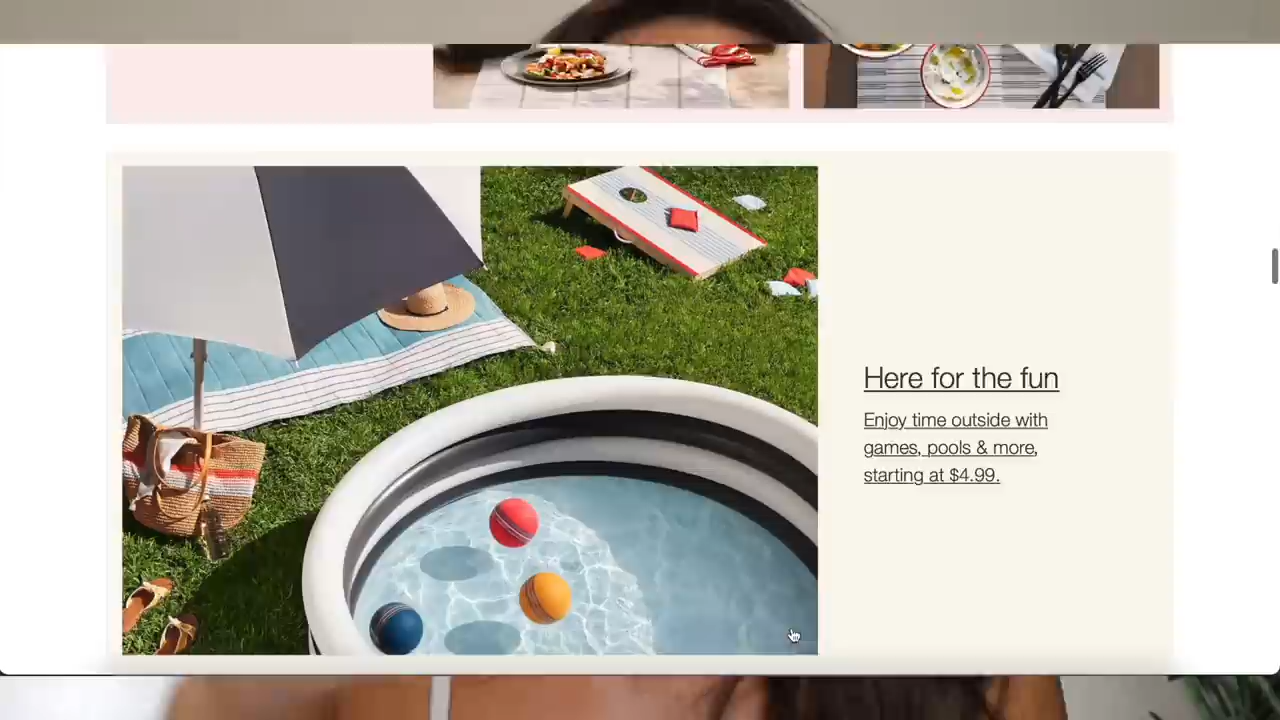 Here for the fun
Enjoy time outside with
games, pools & more,
starting at $4.99.